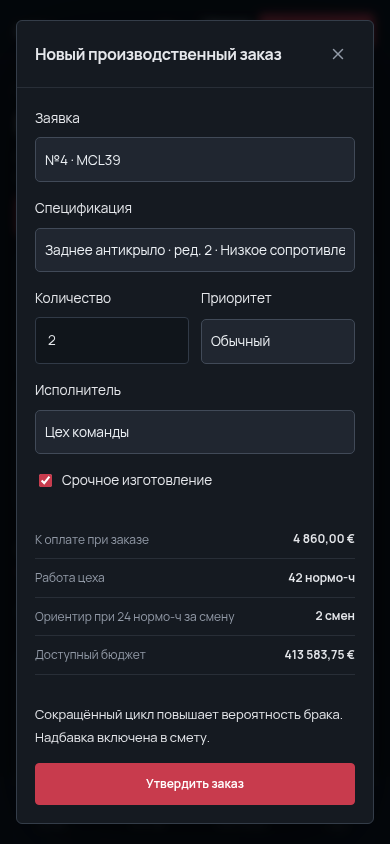 Новый производственный заказ
Заявка
№4 · MCL39
Спецификация
Заднее антикрыло · ред. 2 · Низкое сопротивле
Количество
Приоритет
2
Обычный
Исполнитель
Цех команды
Срочное изготовление
К оплате при заказе
4 860,00 €
Работа цеха
42 нормо-ч
Ориентир при 24 нормо-ч за смену
2 смен
Доступный бюджет
413 583,75 €
Сокращённый цикл повышает вероятность брака.
Надбавка включена в смету.
Утвердить заказ